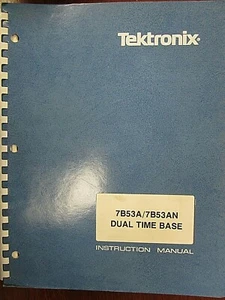 Tektronix
7B53A/7B53AN
DUAL TIME BASE
INSTRUCTION MANUAL